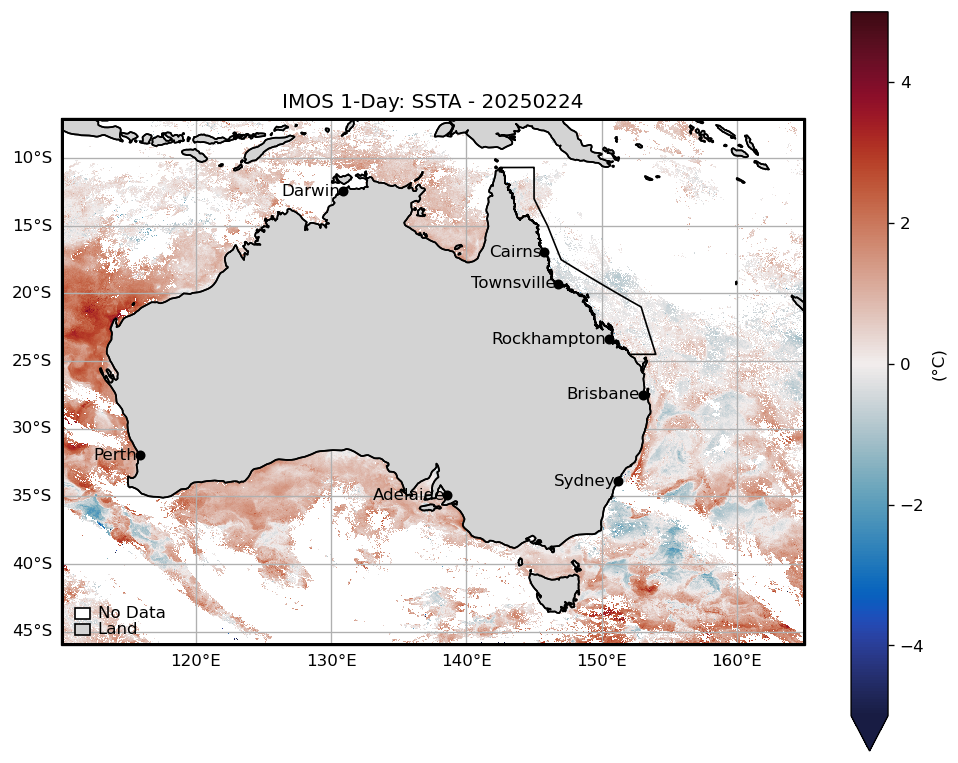 IMOS 1-Day: SSTA - 20250224
4
2
0
−2
−4
(°C)
10°S
15°S
20°S
25°S
30°S
35°S
40°S
45°S
Darwin
Cairns
Townsville
Rockhampton
Brisbane
Perth
Sydney
Adelaide
No Data
Land
120°E
130°E
140°E
150°E
160°E